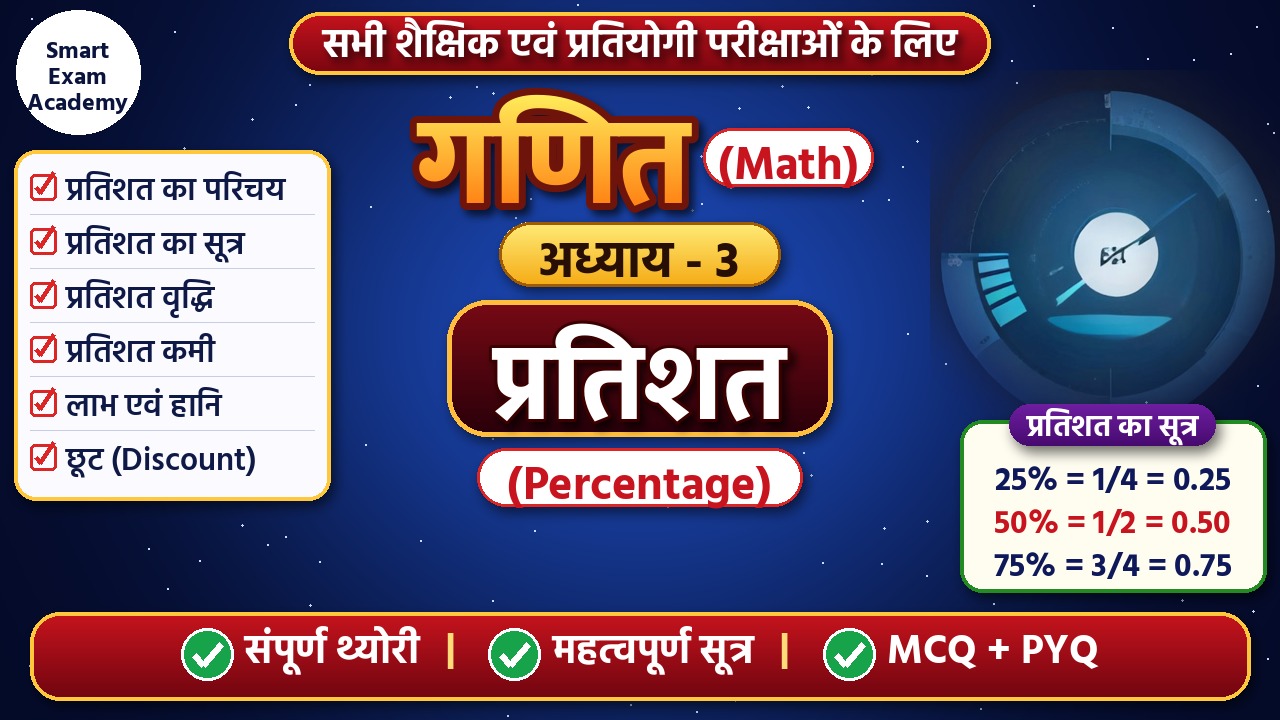 Smart
Exam
Academy
सभी शैक्षिक एवं प्रतियोगी परीक्षाओं के लिए
गणित (Math)
अध्याय - 3
प्रतिशत
(Percentage)
प्रतिशत का परिचय
प्रतिशत का सूत्र
प्रतिशत वृद्धि
प्रतिशत कमी
लाभ एवं हानि
छूट (Discount)
प्रतिशत का सूत्र
25% = 1/4 = 0.25
50% = 1/2 = 0.50
75% = 3/4 = 0.75
संपूर्ण थ्योरी | महत्वपूर्ण सूत्र | MCQ + PYQ